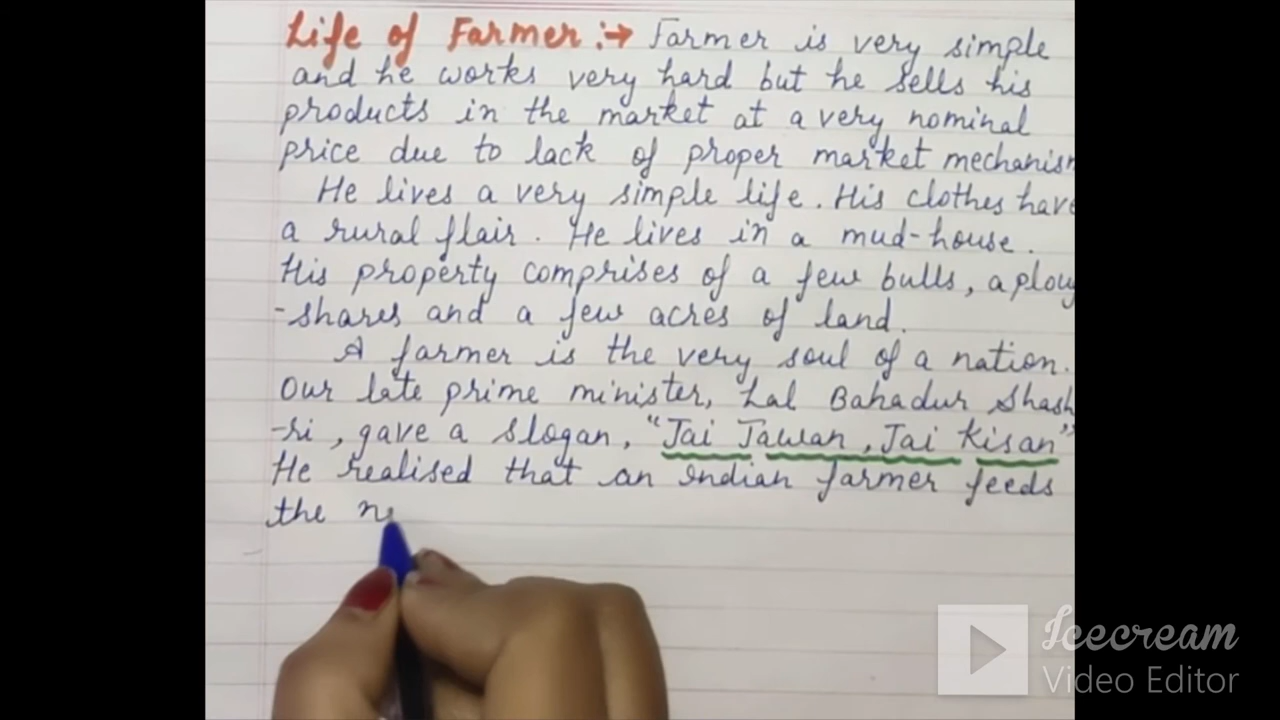 Life of Farmer :→ Farmer is very simple
and he works very hard but he sells his
products in the market at a very nominal
price due to lack of proper market mechanism
He lives a very simple life. His clothes have
a rural flair. He lives in a mud-house.
His property comprises of a few bulls, a ploug
-shares and a few acres of land.
A farmer is the very soul of a nation.
Our late prime minister, Lal Bahadur Shash
-ri, gave a slogan, "Jai Jawan, Jai Kisan"
He realised that an Indian farmer feeds
the n
Icecream
Video Editor